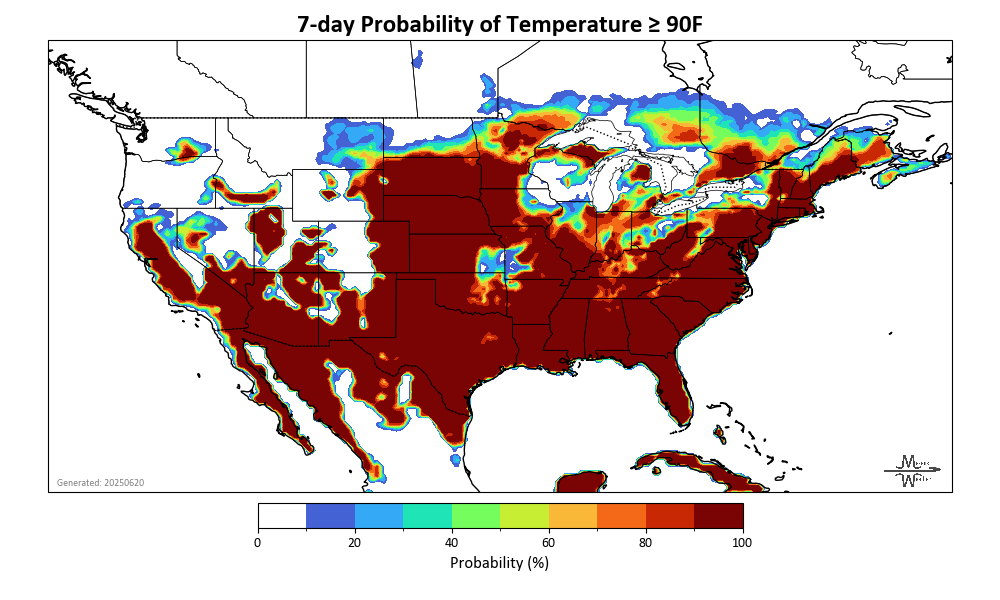 7-day Probability of Temperature ≥ 90F
Generated: 20250620
0 20 40 60 80 100
Probability (%)